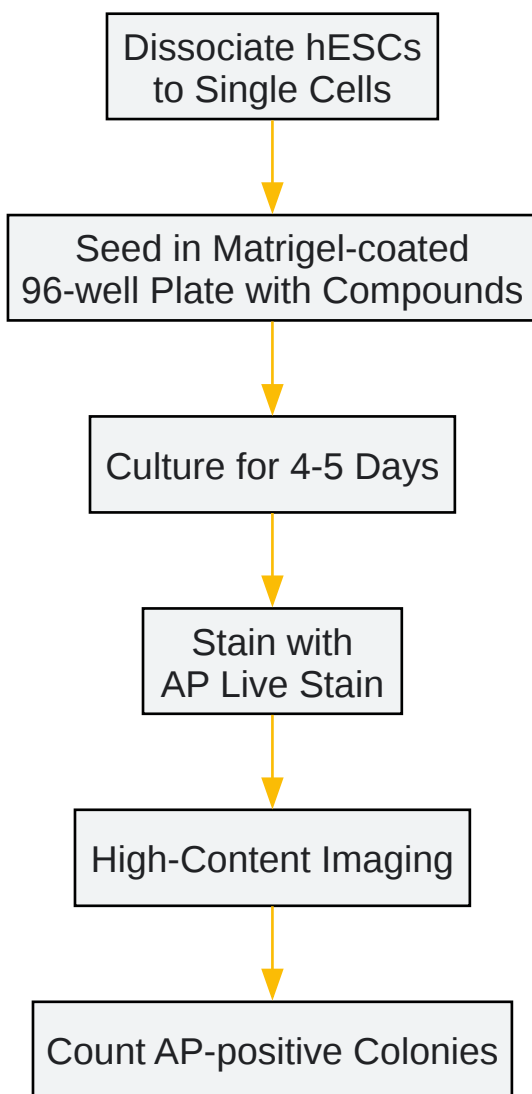 Dissociate hESCs
to Single Cells
Seed in Matrigel-coated
96-well Plate with Compounds
Culture for 4-5 Days
Stain with
AP Live Stain
High-Content Imaging
Count AP-positive Colonies